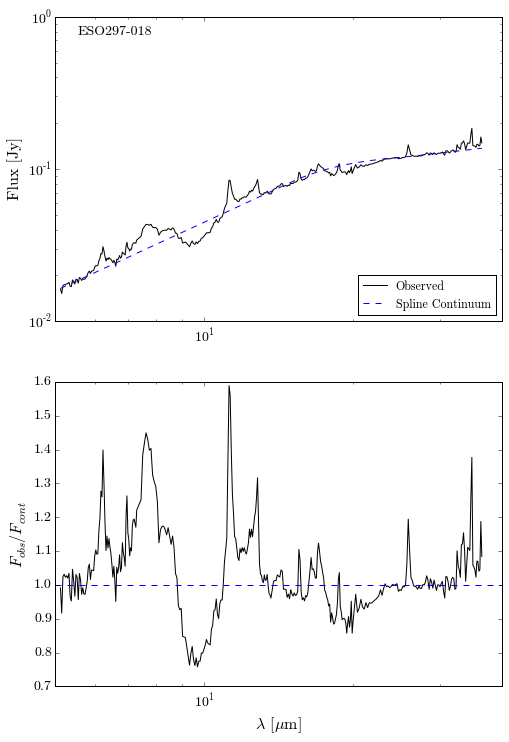 10^0
ESO297-018
Flux [Jy]
10^-1
Observed
Spline Continuum
10^-2
10^1
1.6
1.5
1.4
1.3
1.2
F_obs/F_cont
1.1
1.0
0.9
0.8
0.7
10^1
λ [μm]